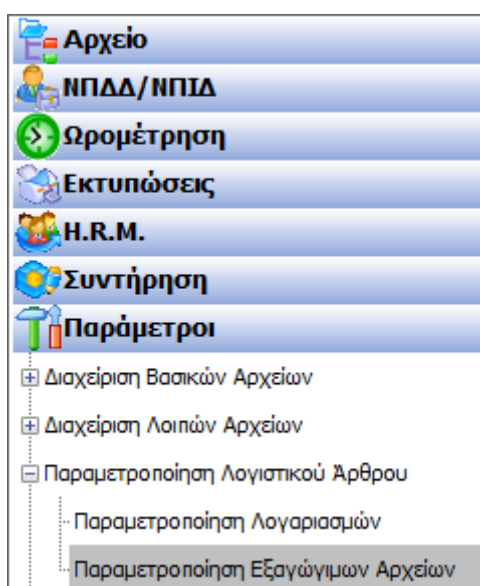 Αρχείο
ΝΠΔΔ/ΝΠΙΔ
Ωρομέτρηση
Εκτυπώσεις
H.R.M.
Συντήρηση
Παράμετροι
Διαχείριση Βασικών Αρχείων
Διαχείριση Λοιπών Αρχείων
Παραμετροποίηση Λογιστικού Άρθρου
Παραμετροποίηση Λογαριασμών
Παραμετροποίηση Εξαγώγιμων Αρχείων